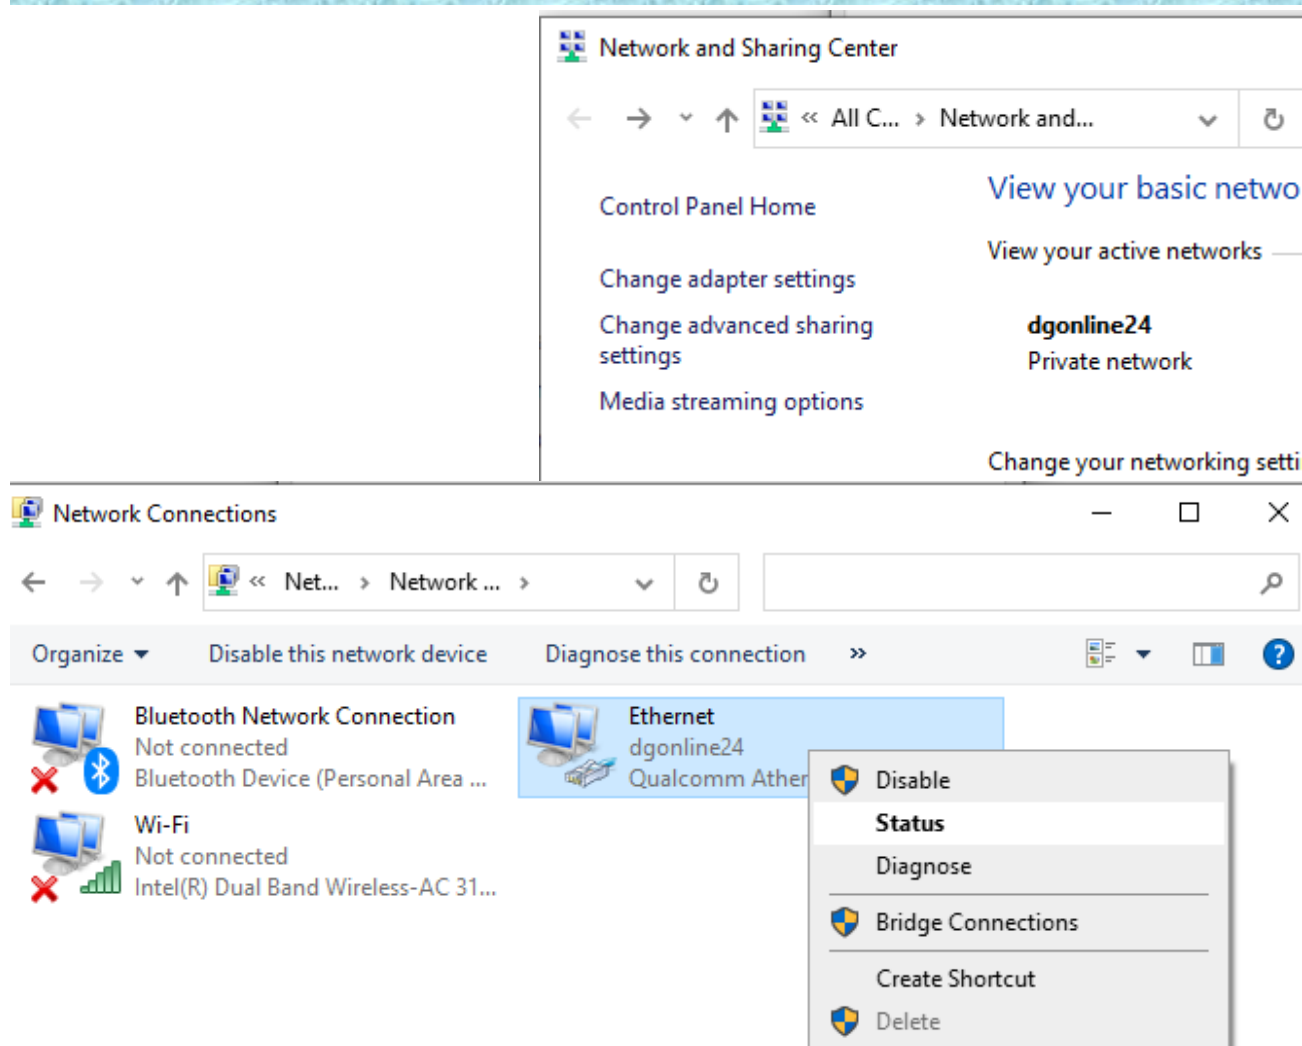 Network and Sharing Center
« All C... › Network and...
View your basic netwo
Control Panel Home
View your active networks
Change adapter settings
Change advanced sharing
settings
dgonline24
Private network
Media streaming options
Change your networking setti
Network Connections
« Net... › Network ... ›
Organize
Disable this network device
Diagnose this connection
»
?
Bluetooth Network Connection
Not connected
Bluetooth Device (Personal Area ...
Ethernet
dgonline24
Qualcomm Ather
Wi-Fi
Not connected
Intel(R) Dual Band Wireless-AC 31...
Disable
Status
Diagnose
Bridge Connections
Create Shortcut
Delete